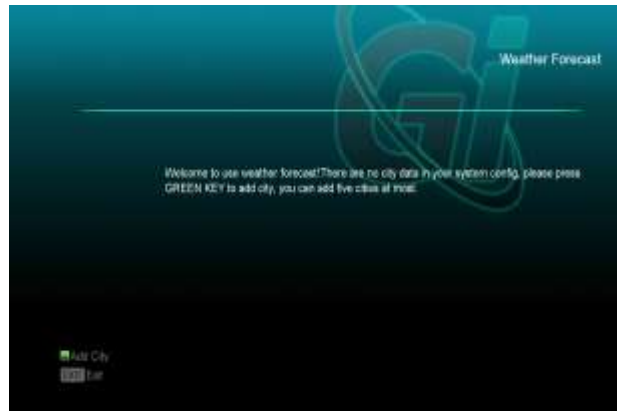 Weather Forecast
Welcome to use weather forecast!There are no city data in your system config, please press
GREEN KEY to add city, you can add five cities at most.
Add City
EXIT Exit